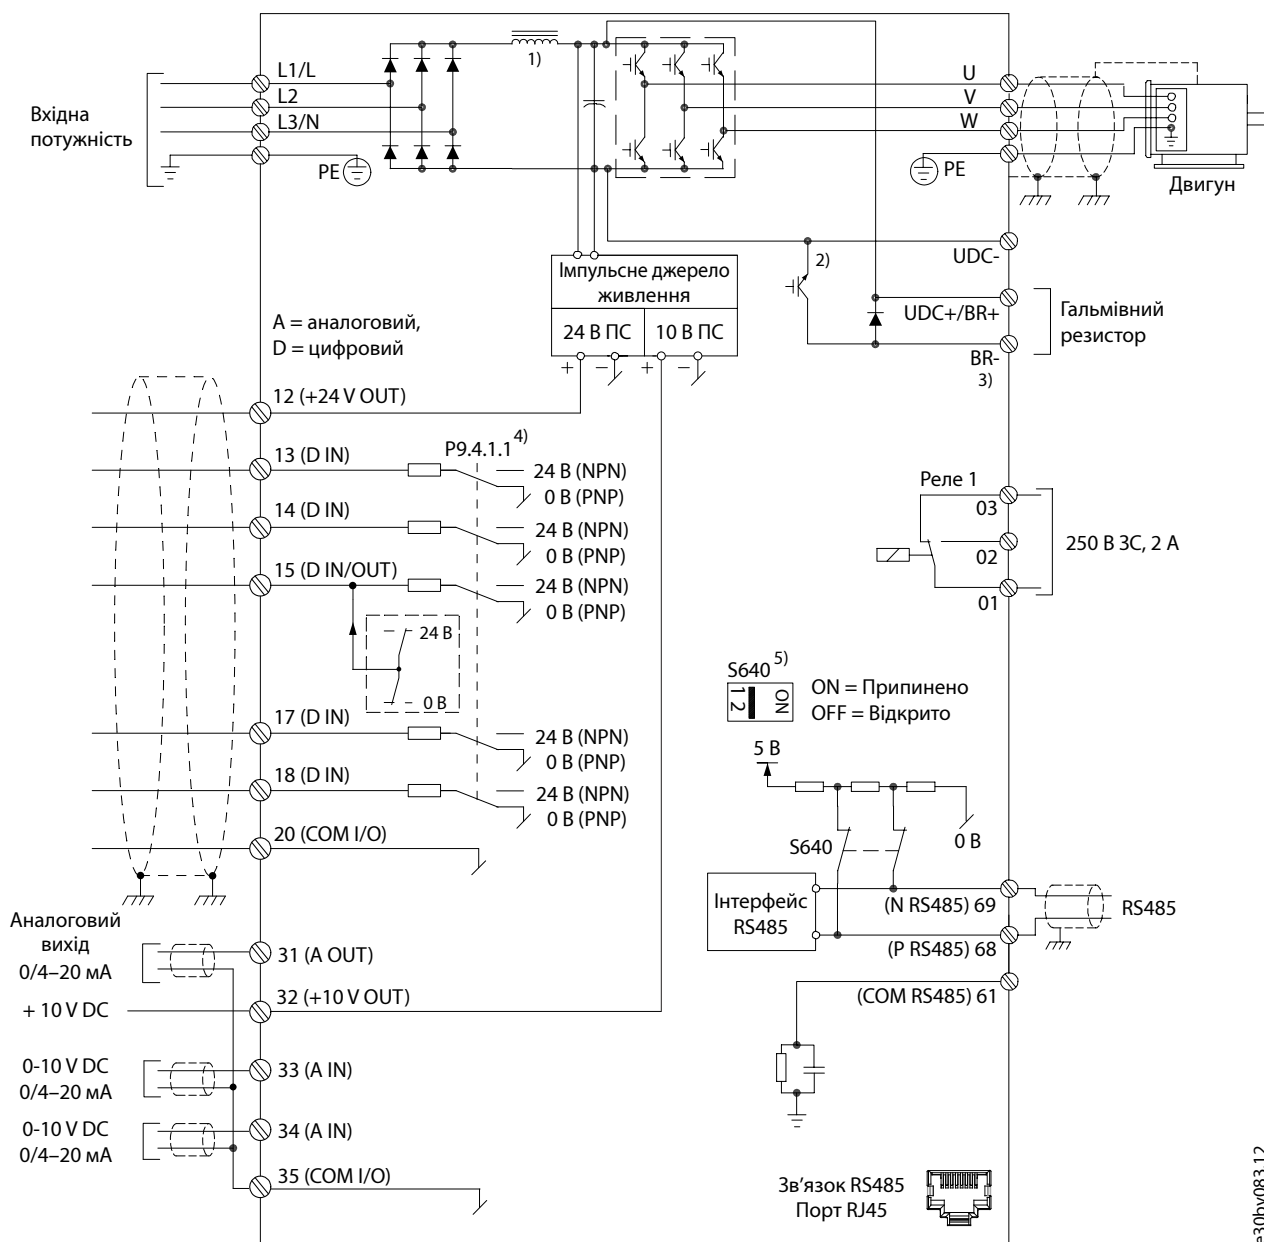 1)
L1/L
L2
L3/N
PE
Вхідна
потужність
U
V
W
PE
Двигун
UDC-
2)
UDC+/BR+
BR-
3)
Гальмівний
резистор
Імпульсне джерело
живлення
24 В ПС
10 В ПС
+
−
+
−
A = аналоговий,
D = цифровий
12 (+24 V OUT)
P9.4.1.1 4)
13 (D IN)
24 В (NPN)
0 В (PNP)
14 (D IN)
24 В (NPN)
0 В (PNP)
15 (D IN/OUT)
24 В (NPN)
0 В (PNP)
24 В
0 В
17 (D IN)
24 В (NPN)
0 В (PNP)
18 (D IN)
24 В (NPN)
0 В (PNP)
20 (COM I/O)
Реле 1
03
02
01
250 В ЗС, 2 А
S640 5)
1 2
ON
ON = Припинено
OFF = Відкрито
5 В
0 В
S640
Інтерфейс
RS485
(N RS485) 69
(P RS485) 68
(COM RS485) 61
RS485
Аналоговий
вихід
0/4–20 мА
31 (A OUT)
+ 10 V DC
32 (+10 V OUT)
0-10 V DC
0/4–20 мА
33 (A IN)
0-10 V DC
0/4–20 мА
34 (A IN)
35 (COM I/O)
Зв’язок RS485
Порт RJ45
e30bv083.12